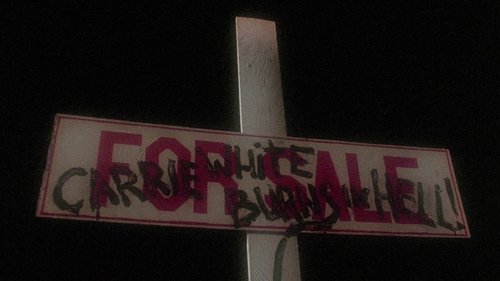 FOR SALE
CARRIE WHITE BURNS IN HELL!